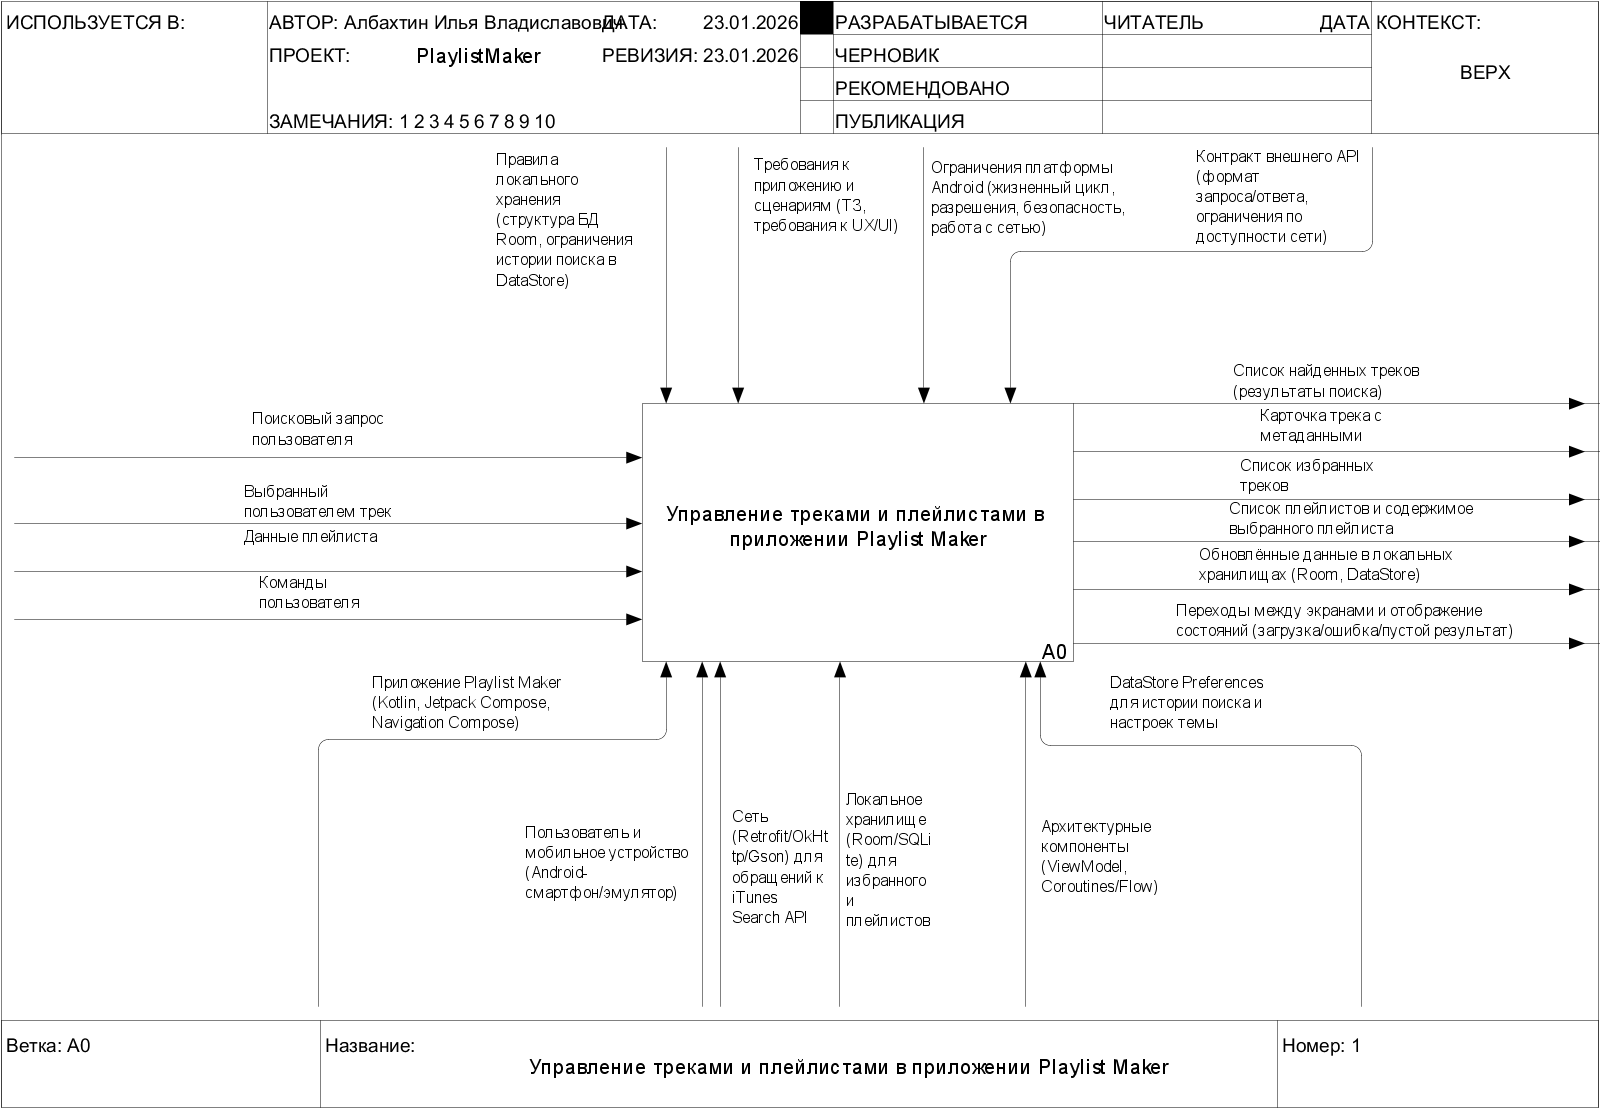 ИСПОЛЬЗУЕТСЯ В:
АВТОР: Албахтин Илья Владиславович
ДАТА: 23.01.2026
ПРОЕКТ: PlaylistMaker
РЕВИЗИЯ: 23.01.2026
ЗАМЕЧАНИЯ: 1 2 3 4 5 6 7 8 9 10
РАЗРАБАТЫВАЕТСЯ
ЧЕРНОВИК
РЕКОМЕНДОВАНО
ПУБЛИКАЦИЯ
ЧИТАТЕЛЬ
ДАТА
КОНТЕКСТ:
ВЕРХ
Правила
локального
хранения
(структура БД
Room, ограничения
истории поиска в
DataStore)
Требования к
приложению и
сценариям (ТЗ,
требования к UX/UI)
Ограничения платформы
Android (жизненный цикл,
разрешения, безопасность,
работа с сетью)
Контракт внешнего API
(формат
запроса/ответа,
ограничения по
доступности сети)
Поисковый запрос
пользователя
Выбранный
пользователем трек
Данные плейлиста
Команды
пользователя
Управление треками и плейлистами в
приложении Playlist Maker
A0
Список найденных треков
(результаты поиска)
Карточка трека с
метаданными
Список избранных
треков
Список плейлистов и содержимое
выбранного плейлиста
Обновлённые данные в локальных
хранилищах (Room, DataStore)
Переходы между экранами и отображение
состояний (загрузка/ошибка/пустой результат)
Приложение Playlist Maker
(Kotlin, Jetpack Compose,
Navigation Compose)
Пользователь и
мобильное устройство
(Android-
смартфон/эмулятор)
Сеть
(Retrofit/OkHt
tp/Gson) для
обращений к
iTunes
Search API
Локальное
хранилище
(Room/SQLi
te) для
избранного
и
плейлистов
Архитектурные
компоненты
(ViewModel,
Coroutines/Flow)
DataStore Preferences
для истории поиска и
настроек темы
Ветка: A0
Название:
Управление треками и плейлистами в приложении Playlist Maker
Номер: 1